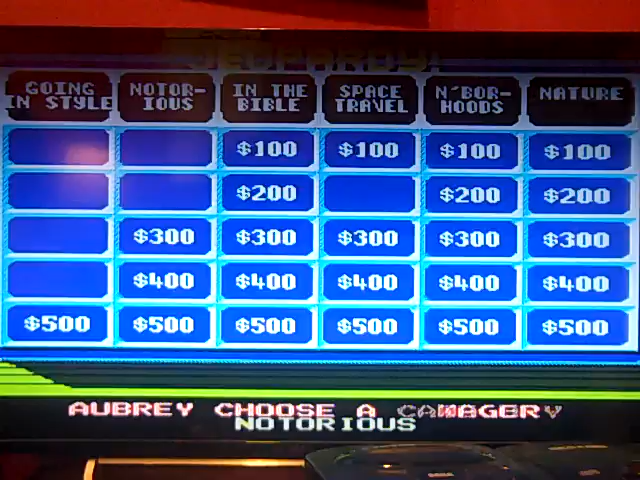 JEOPARDY!
GOING IN STYLE NOTOR-IOUS IN THE BIBLE SPACE TRAVEL N'BOR-HOODS NATURE
$100 $100 $100 $100
$200 $200 $200
$300 $300 $300 $300 $300
$400 $400 $400 $400 $400
$500 $500 $500 $500 $500 $500
AUBREY CHOOSE A
NOTORIOUS